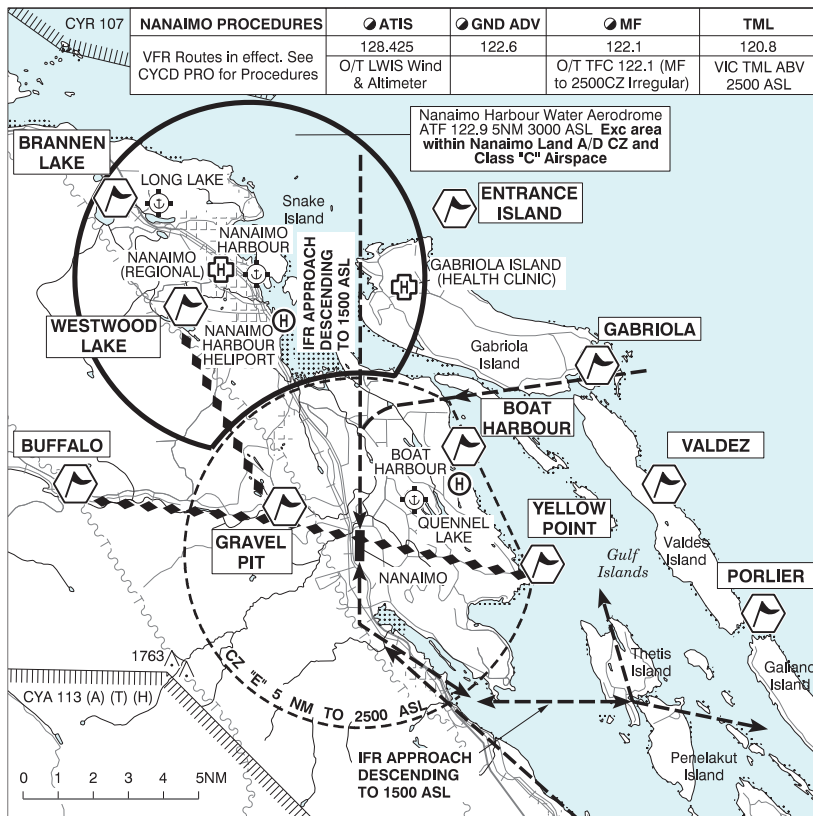 CYR 107
NANAIMO PROCEDURES
VFR Routes in effect. See
CYCD PRO for Procedures
ATIS
128.425
O/T LWIS Wind
& Altimeter
GND ADV
122.6
MF
122.1
O/T TFC 122.1 (MF
to 2500CZ Irregular)
TML
120.8
VIC TML ABV
2500 ASL
Nanaimo Harbour Water Aerodrome
ATF 122.9 5NM 3000 ASL Exc area
within Nanaimo Land A/D CZ and
Class "C" Airspace
BRANNEN
LAKE
LONG LAKE
Snake
Island
ENTRANCE
ISLAND
NANAIMO
HARBOUR
NANAIMO
(REGIONAL)
IFR APPROACH
DESCENDING
TO 1500 ASL
GABRIOLA ISLAND
(HEALTH CLINIC)
WESTWOOD
LAKE
NANAIMO
HARBOUR
HELIPORT
H
H
H
Gabriola
Island
GABRIOLA
BOAT
HARBOUR
BUFFALO
BOAT
HARBOUR
H
VALDEZ
GRAVEL
PIT
QUENNEL
LAKE
YELLOW
POINT
NANAIMO
Gulf
Islands
Valdes
Island
PORLIER
1763
CYA 113 (A) (T) (H)
CZ "E" 5 NM TO 2500 ASL
Thetis
Island
Galiano
Island
IFR APPROACH
DESCENDING
TO 1500 ASL
Penelakut
Island
0 1 2 3 4 5NM